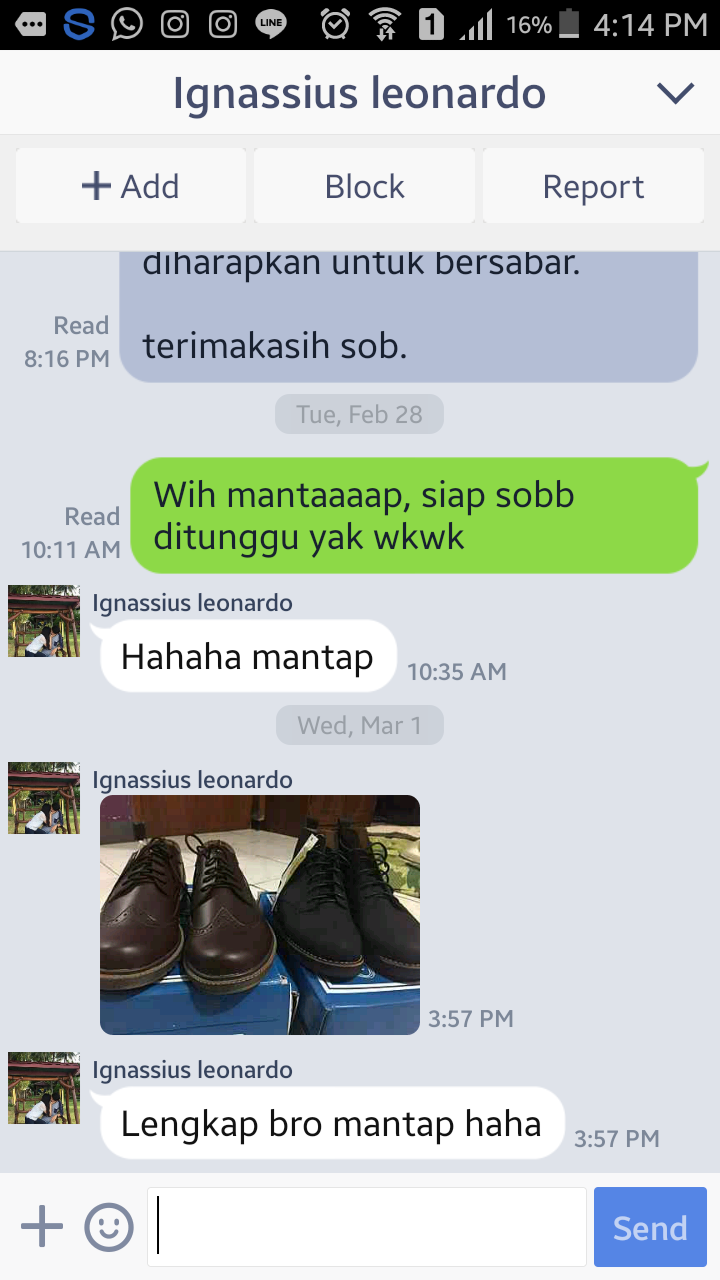 LINE
1
16%
4:14 PM
Ignassius leonardo
+ Add
Block
Report
diharapkan untuk bersabar.
terimakasih sob.
Read
8:16 PM
Tue, Feb 28
Wih mantaaaap, siap sobb
ditunggu yak wkwk
Read
10:11 AM
Ignassius leonardo
Hahaha mantap
10:35 AM
Wed, Mar 1
Ignassius leonardo
3:57 PM
Ignassius leonardo
Lengkap bro mantap haha
3:57 PM
Send